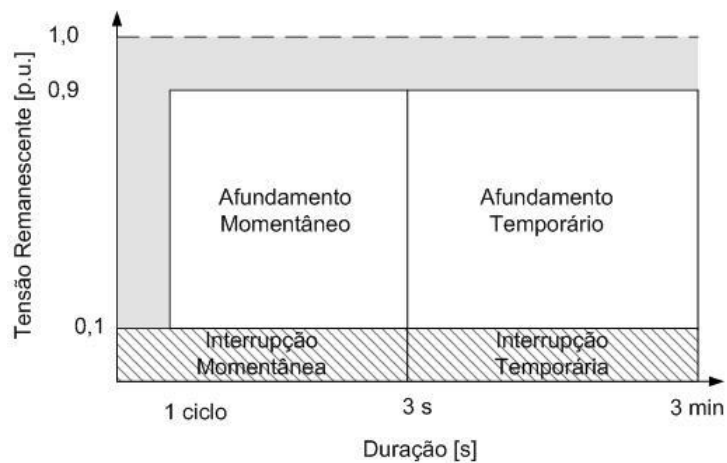 Tensão Remanescente [p.u.]
1,0
0,9
0,1
Afundamento
Momentâneo
Afundamento
Temporário
Interrupção
Momentânea
Interrupção
Temporária
1 ciclo
3 s
3 min
Duração [s]